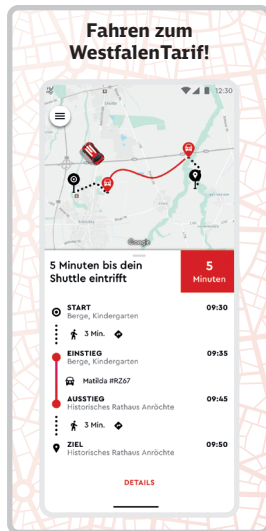 Fahren zum
WestfalenTarif!
12:30
Google
5 Minuten bis dein
Shuttle eintrifft
5
Minuten
START
09:30
Berge, Kindergarten
3 Min.
EINSTIEG
09:35
Berge, Kindergarten
Matilda #RZ67
AUSSTIEG
09:45
Historisches Rathaus Anröchte
3 Min.
ZIEL
09:50
Historisches Rathaus Anröchte
DETAILS